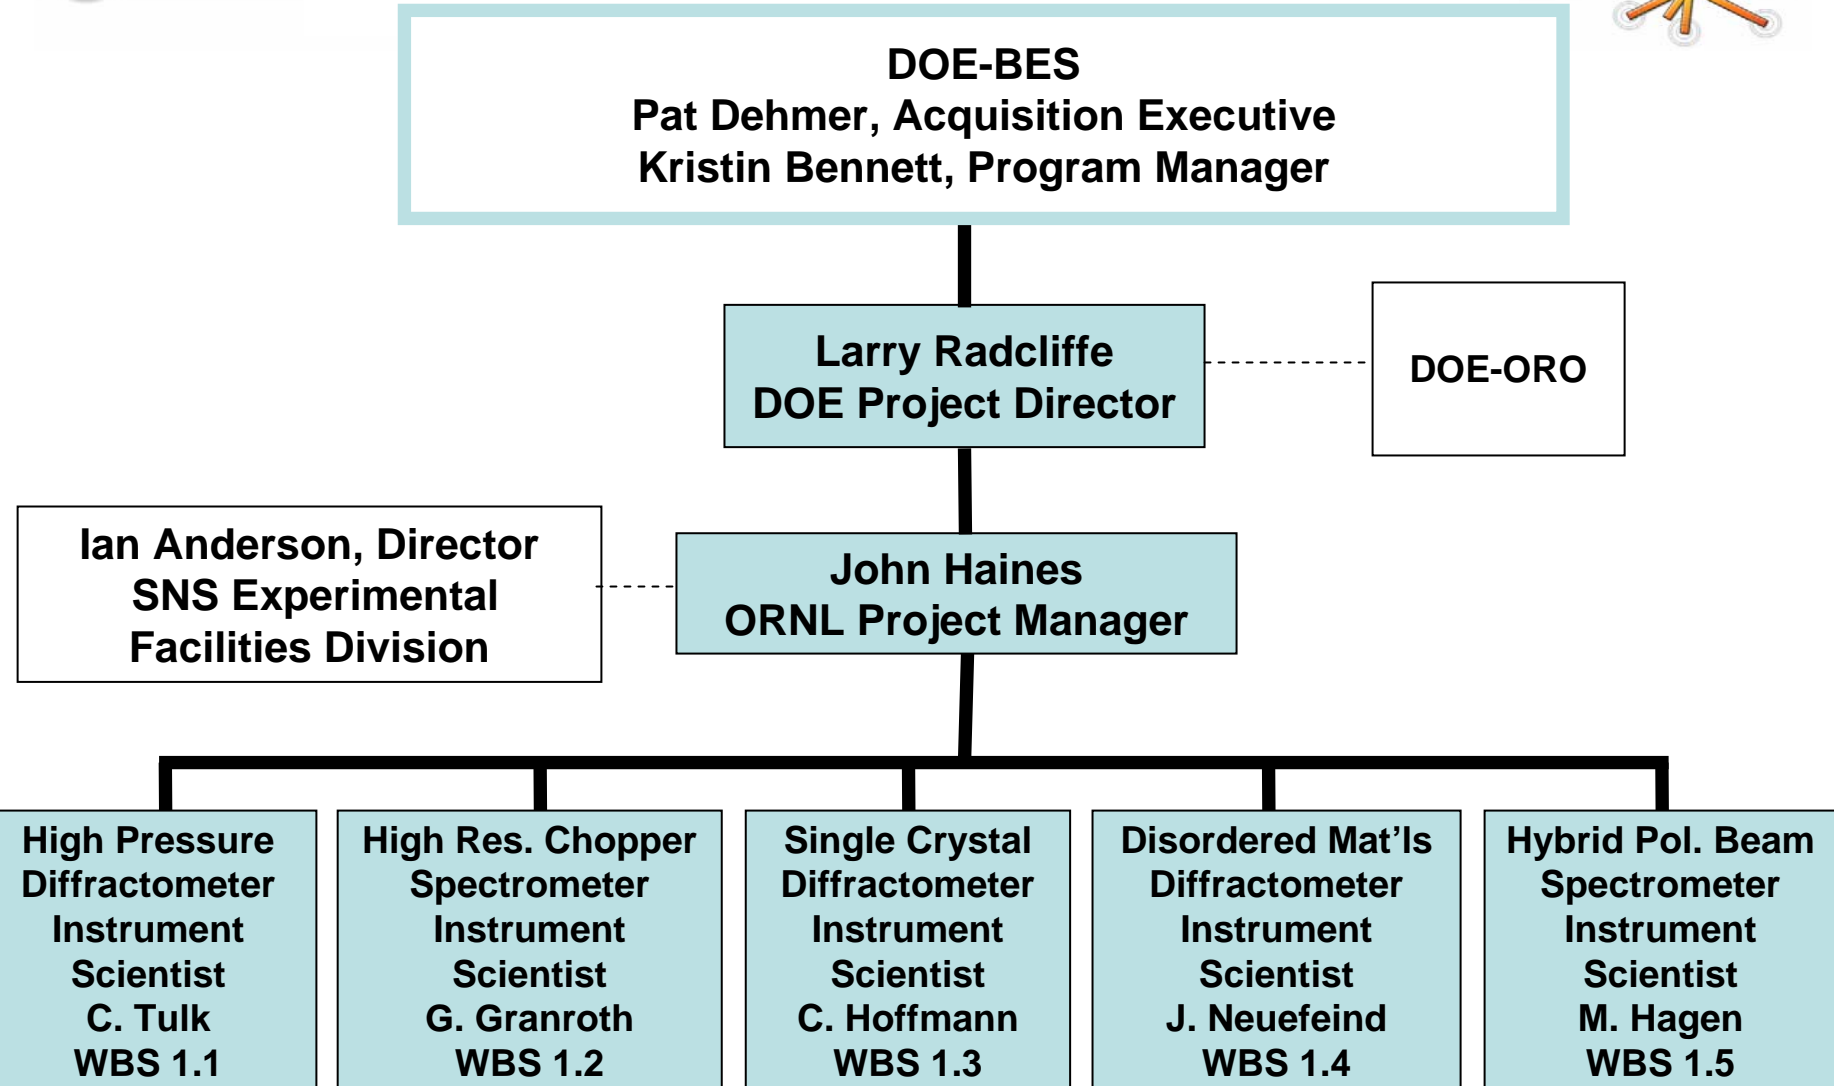 DOE-BES
Pat Dehmer, Acquisition Executive
Kristin Bennett, Program Manager
Larry Radcliffe
DOE Project Director
DOE-ORO
Ian Anderson, Director
SNS Experimental
Facilities Division
John Haines
ORNL Project Manager
High Pressure
Diffractometer
Instrument
Scientist
C. Tulk
WBS 1.1
High Res. Chopper
Spectrometer
Instrument
Scientist
G. Granroth
WBS 1.2
Single Crystal
Diffractometer
Instrument
Scientist
C. Hoffmann
WBS 1.3
Disordered Mat’ls
Diffractometer
Instrument
Scientist
J. Neuefeind
WBS 1.4
Hybrid Pol. Beam
Spectrometer
Instrument
Scientist
M. Hagen
WBS 1.5